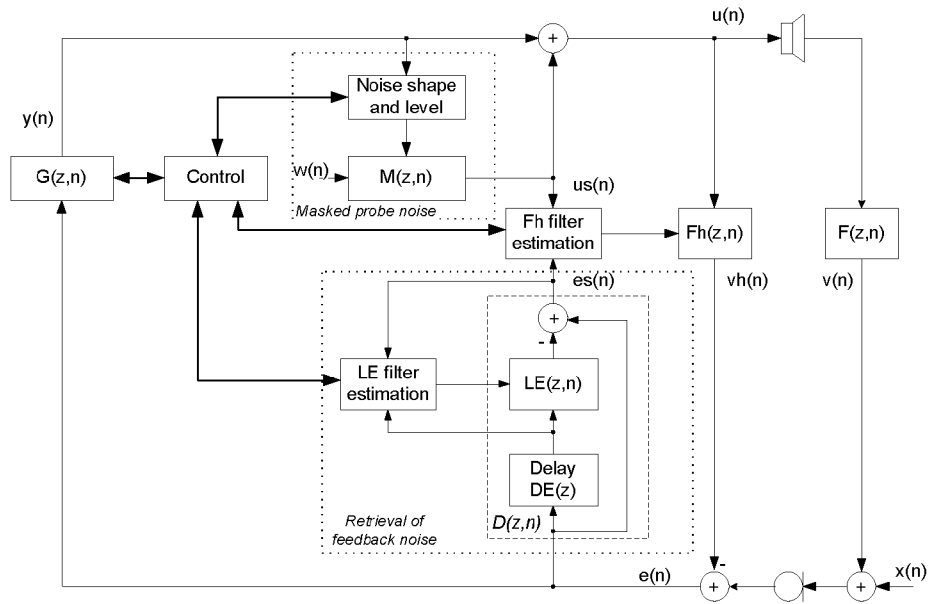 u(n)
+
Noise shape
and level
y(n)
G(z,n)
Control
w(n)
M(z,n)
us(n)
Masked probe noise
Fh filter
estimation
Fh(z,n)
F(z,n)
es(n)
vh(n)
v(n)
+
-
LE filter
estimation
LE(z,n)
Delay
DE(z)
D(z,n)
Retrieval of
feedback noise
e(n)
-
+
+
x(n)